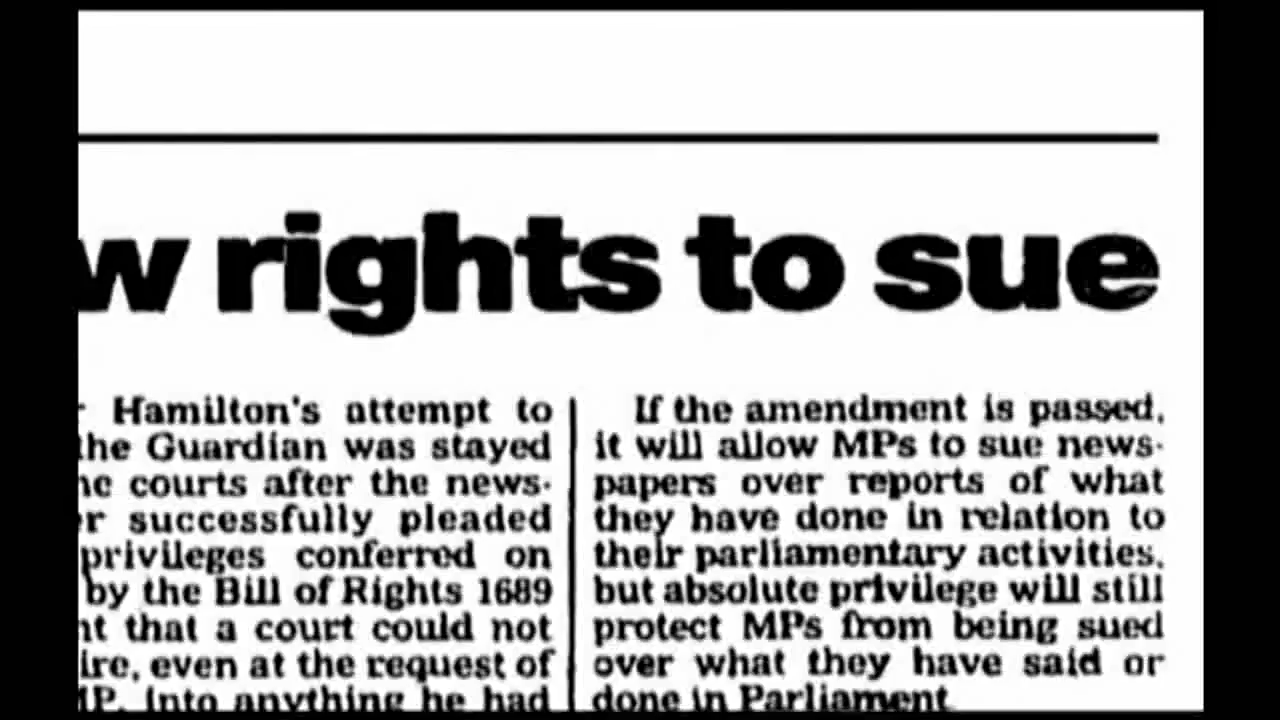 w rights to sue
r Hamilton's attempt to
the Guardian was stayed
he courts after the news-
er successfully pleaded
privileges conferred on
by the Bill of Rights 1689
nt that a court could not
ire, even at the request of
MP, into anything he had
If the amendment is passed,
it will allow MPs to sue news-
papers over reports of what
they have done in relation to
their parliamentary activities,
but absolute privilege will still
protect MPs from being sued
over what they have said or
done in Parliament